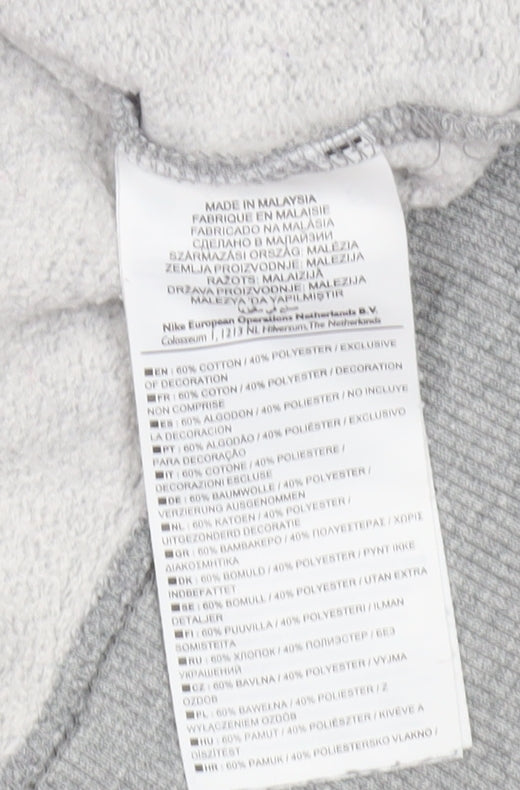 MADE IN MALAYSIA
FABRIQUE EN MALAISIE
FABRICADO NA MALÁSIA
СДЕЛАНО В МАЛАЙЗИИ
SZÁRMAZÁSI ORSZÁG: MALÉZIA
ZEMLJA PROIZVODNJE: MALEZIJA
RAŽOTS: MALAIZIJĀ
DRŽAVA PROIZVODNJE: MALEZIJA
MALEZYA'DA YAPILMIŞTIR
Nike European Operations Netherlands B.V.
Colosseum 1, 1213 NL Hilversum, The Netherlands
EN : 60% COTTON / 40% POLYESTER / EXCLUSIVE
OF DECORATION
FR : 60% COTON / 40% POLYESTER / DECORATION
NON COMPRISE
ES : 60% ALGODON / 40% POLIÉSTER / NO INCLUYE
LA DECORACION
PT : 60% ALGODÃO / 40% POLIÉSTER / EXCLUSIVO
PARA DECORAÇÃO
IT : 60% COTONE / 40% POLIESTERE /
DECORAZIONI ESCLUSE
DE : 60% BAUMWOLLE / 40% POLYESTER /
VERZIERUNG AUSGENOMMEN
NL : 60% KATOEN / 40% POLYESTER /
UITGEZONDERD DECORATIE
GR : 60% ΒΑΜΒΑΚΕΡΟ / 40% ΠΟΛΥΕΣΤΕΡΑΣ / ΧΩΡΙΣ
ΔΙΑΚΟΣΜΗΤΙΚΑ
DK : 60% BOMULD / 40% POLYESTER / PYNT IKKE
INDBEFATTET
SE : 60% BOMULL / 40% POLYESTER / UTAN EXTRA
DETALJER
FI : 60% PUUVILLA / 40% POLYESTERI / ILMAN
SOMISTEITA
RU : 60% ХЛОПОК / 40% ПОЛИЭСТЕР / БЕЗ
УКРАШЕНИЙ
CZ : 60% BAVLNA / 40% POLYESTER / VYJMA
OZDOB
PL : 60% BAWEŁNA / 40% POLIESTER / Z
WYŁĄCZENIEM OZDÓB
HU : 60% PAMUT / 40% POLIÉSZTER / KIVÉVE A
DÍSZÍTÉST
HR : 60% PAMUK / 40% POLIESTERSKO VLAKNO /